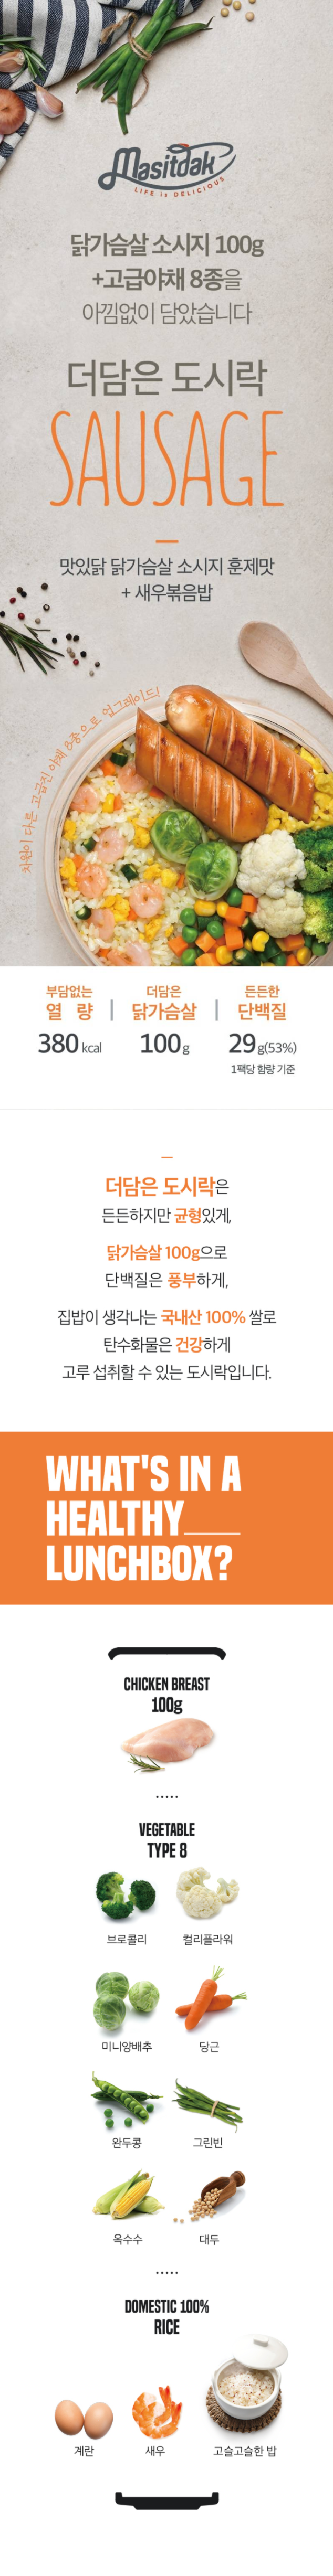 Masitdak
LIFE is DELICIOUS
닭가슴살 소시지 100g
+고급야채 8종을
아낌없이 담았습니다
더담은 도시락
SAUSAGE
맛있닭 닭가슴살 소시지 훈제맛
+ 새우볶음밥
차원이 다른 고급진 야채 8종으로 업그레이드!
부담없는
열 량
380 kcal
더담은
닭가슴살
100g
든든한
단백질
29g(53%)
1팩당 함량 기준
더담은 도시락은
든든하지만 균형있게,
닭가슴살 100g으로
단백질은 풍부하게,
집밥이 생각나는 국내산 100% 쌀로
탄수화물은 건강하게
고루 섭취할 수 있는 도시락입니다.
WHAT'S IN A
HEALTHY____
LUNCHBOX?
CHICKEN BREAST
100g
VEGETABLE
TYPE 8
브로콜리 컬리플라워
미니양배추 당근
완두콩 그린빈
옥수수 대두
DOMESTIC 100%
RICE
계란 새우 고슬고슬한 밥